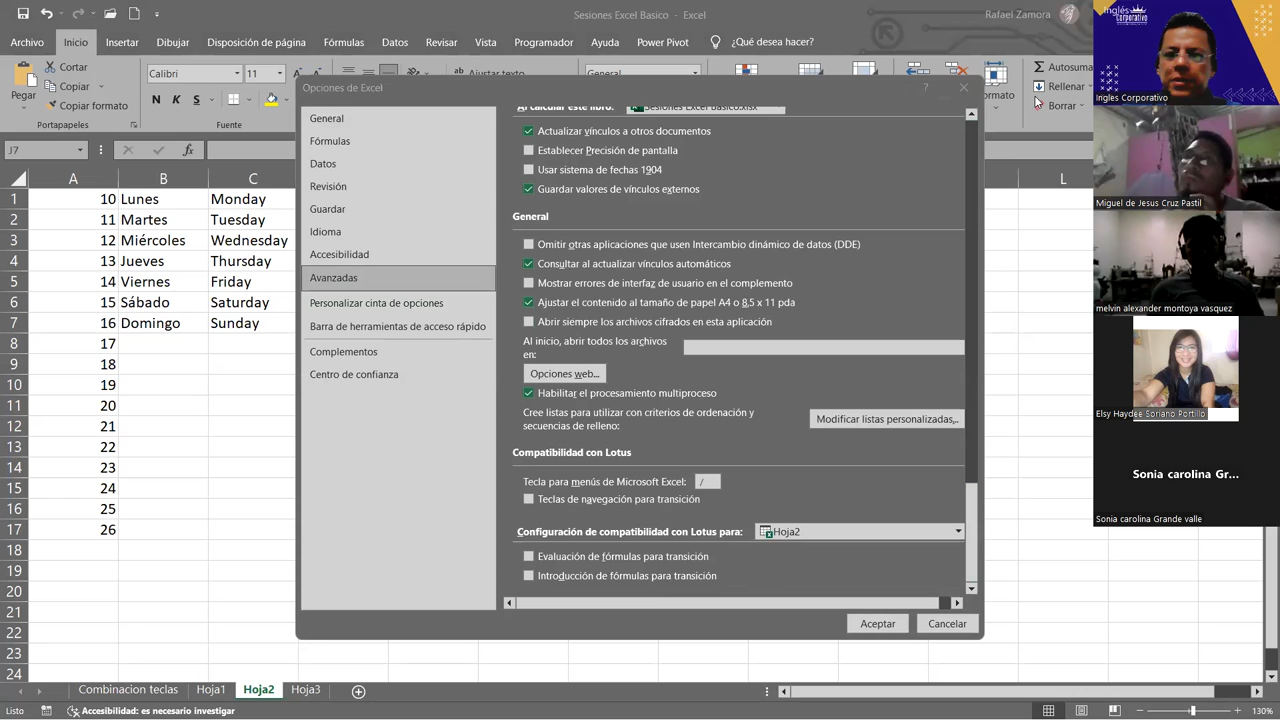 Sesiones Excel Basico - Excel
Rafael Zamora
Archivo Inicio Insertar Dibujar Disposición de página Fórmulas Datos Revisar Vista Programador Ayuda Power Pivot ¿Qué desea hacer?
Pegar
Cortar
Copiar
Copiar formato
Portapapeles
Calibri 11
N K S
Fuente
Ajustar texto
General
Formato
Autosuma
Rellenar
Borrar
J7
fx
A B C L
1 10 Lunes Monday
2 11 Martes Tuesday
3 12 Miércoles Wednesday
4 13 Jueves Thursday
5 14 Viernes Friday
6 15 Sábado Saturday
7 16 Domingo Sunday
8 17
9 18
10 19
11 20
12 21
13 22
14 23
15 24
16 25
17 26
18
19
20
21
22
23
24
Opciones de Excel
?
General
Fórmulas
Datos
Revisión
Guardar
Idioma
Accesibilidad
Avanzadas
Personalizar cinta de opciones
Barra de herramientas de acceso rápido
Complementos
Centro de confianza
Al calcular este libro: Sesiones Excel Basico.xlsx
Actualizar vínculos a otros documentos
Establecer Precisión de pantalla
Usar sistema de fechas 1904
Guardar valores de vínculos externos
General
Omitir otras aplicaciones que usen Intercambio dinámico de datos (DDE)
Consultar al actualizar vínculos automáticos
Mostrar errores de interfaz de usuario en el complemento
Ajustar el contenido al tamaño de papel A4 o 8,5 x 11 pda
Abrir siempre los archivos cifrados en esta aplicación
Al inicio, abrir todos los archivos
en:
Opciones web...
Habilitar el procesamiento multiproceso
Cree listas para utilizar con criterios de ordenación y
secuencias de relleno:
Modificar listas personalizadas...
Compatibilidad con Lotus
Tecla para menús de Microsoft Excel: /
Teclas de navegación para transición
Configuración de compatibilidad con Lotus para: Hoja2
Evaluación de fórmulas para transición
Introducción de fórmulas para transición
Aceptar
Cancelar
Combinacion teclas Hoja1 Hoja2 Hoja3
Listo
Accesibilidad: es necesario investigar
130%
Inglés
Corporativo
Ingles Corporativo
Miguel de Jesus Cruz Pastil
melvin alexander montoya vasquez
Elsy Haydee Soriano Portillo
Sonia carolina Gr...
Sonia carolina Grande valle